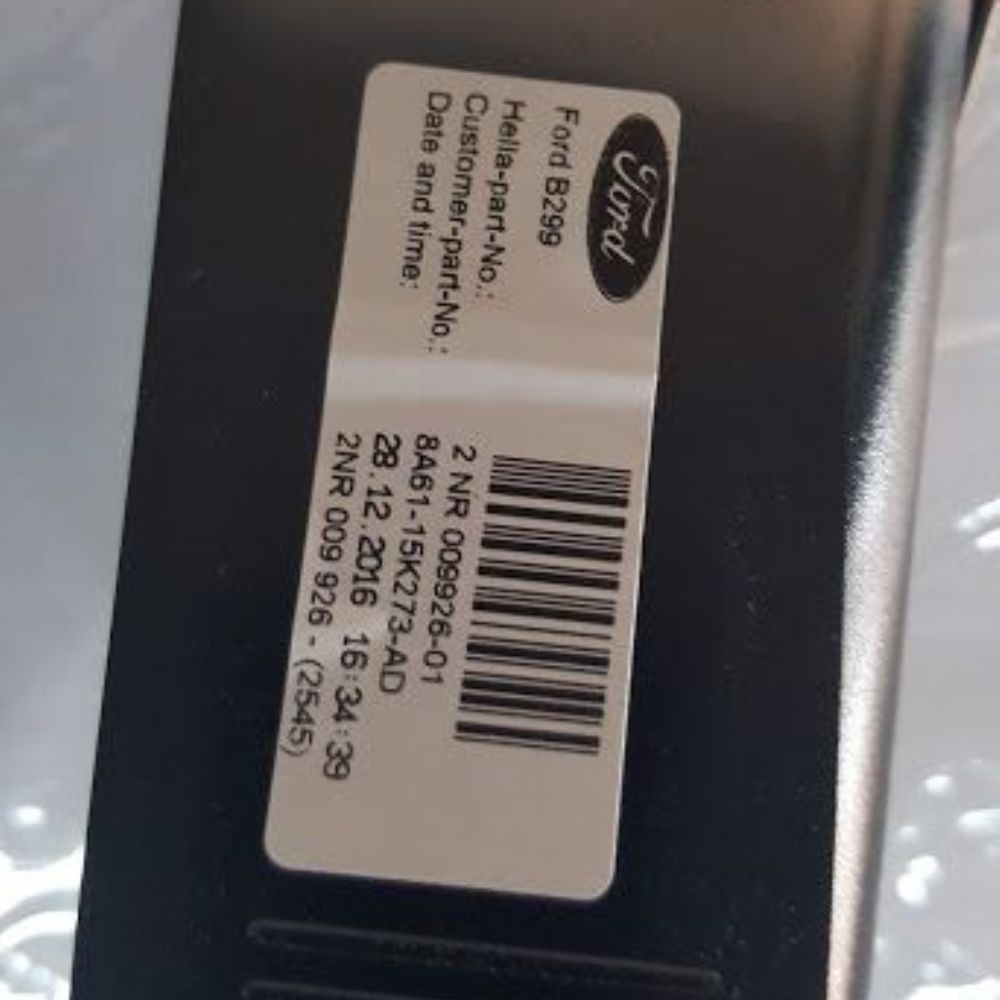 Ford
Ford B299
Hella-part-No.: 2 NR 009926-01
Customer-part-No.: 8A61-15K273-AD
Date and time: 28.12.2016 16:34:39
2NR 009 926 - (2545)